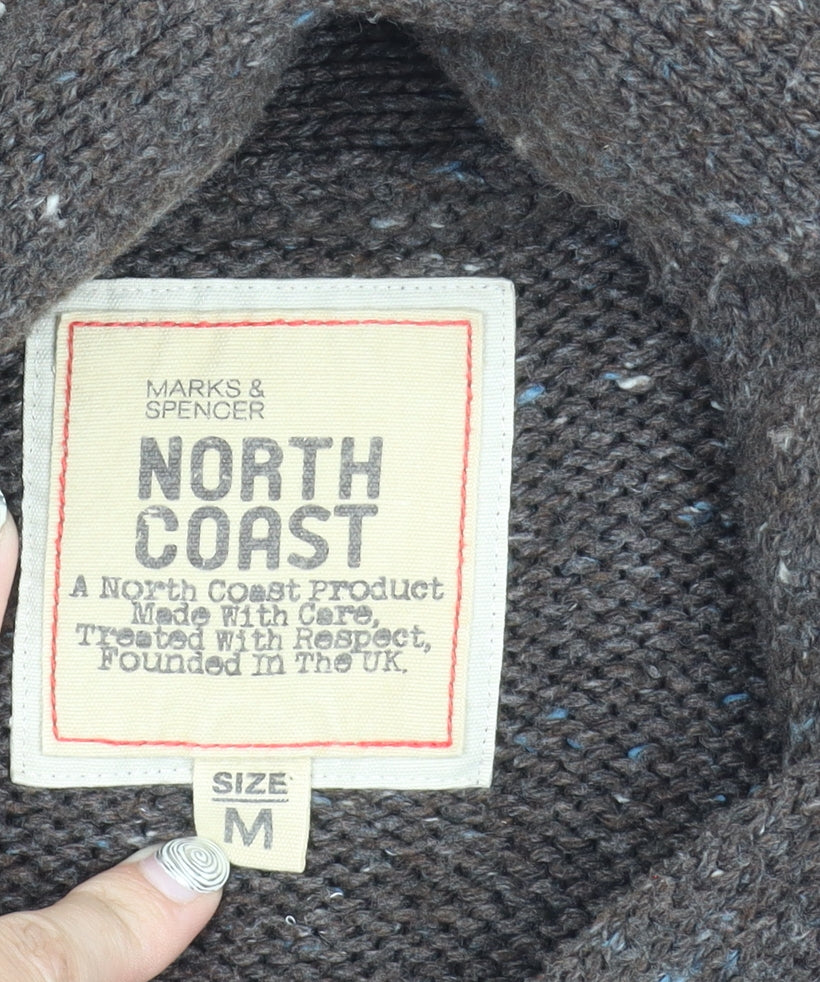 MARKS &
SPENCER
NORTH
COAST
A North Coast Product
Made With Care,
Treated With Respect,
Founded in The UK.
SIZE
M